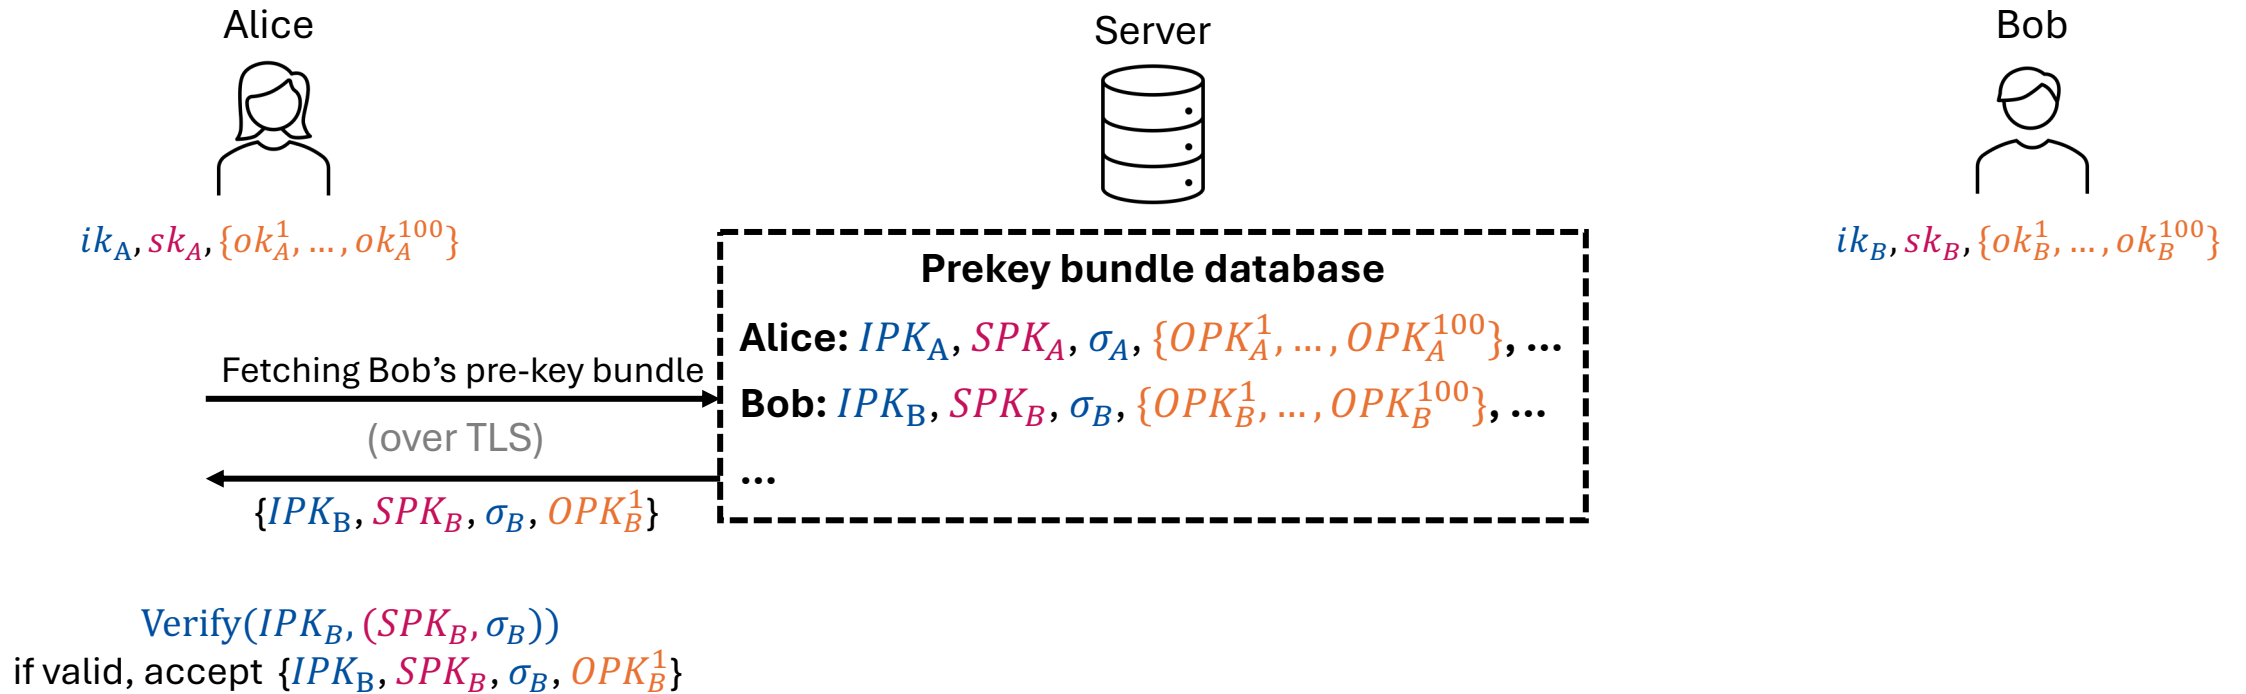 Alice
Server
Bob
ik_A, sk_A, {ok_A^1, …, ok_A^100}
ik_B, sk_B, {ok_B^1, …, ok_B^100}
Prekey bundle database
Alice: IPK_A, SPK_A, σ_A, {OPK_A^1, …, OPK_A^100}, ...
Fetching Bob's pre-key bundle
Bob: IPK_B, SPK_B, σ_B, {OPK_B^1, …, OPK_B^100}, ...
(over TLS)
...
{IPK_B, SPK_B, σ_B, OPK_B^1}
Verify(IPK_B, (SPK_B, σ_B))
if valid, accept {IPK_B, SPK_B, σ_B, OPK_B^1}